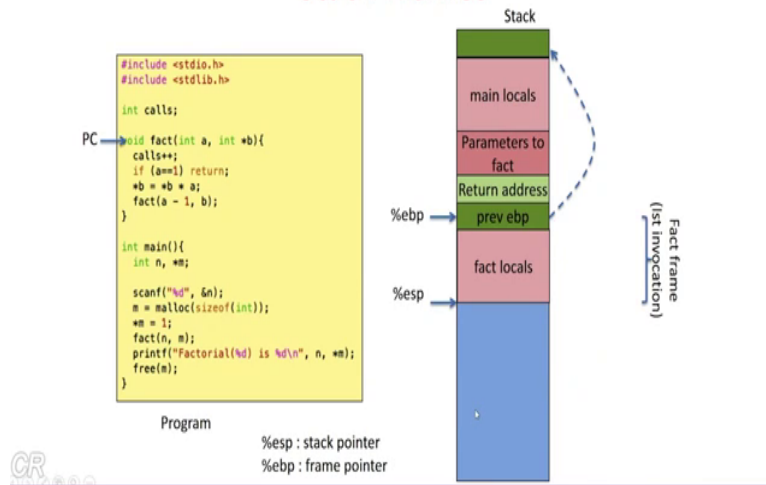 Stack
#include <stdio.h>
#include <stdlib.h>
int calls;
PC
void fact(int a, int *b){
calls++;
if (a==1) return;
*b = *b * a;
fact(a - 1, b);
}
int main(){
int n, *m;
scanf("%d", &n);
m = malloc(sizeof(int));
*m = 1;
fact(n, m);
printf("Factorial(%d) is %d\n", n, *m);
free(m);
}
Program
main locals
Parameters to
fact
Return address
%ebp
prev ebp
fact locals
%esp
Fact frame
(Ist invocation)
%esp : stack pointer
%ebp : frame pointer
CR